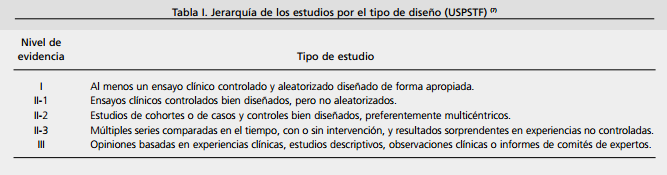 Tabla I. Jerarquía de los estudios por el tipo de diseño (USPSTF) (7)
Nivel de evidencia Tipo de estudio
I Al menos un ensayo clínico controlado y aleatorizado diseñado de forma apropiada.
II-1 Ensayos clínicos controlados bien diseñados, pero no aleatorizados.
II-2 Estudios de cohortes o de casos y controles bien diseñados, preferentemente multicéntricos.
II-3 Múltiples series comparadas en el tiempo, con o sin intervención, y resultados sorprendentes en experiencias no controladas.
III Opiniones basadas en experiencias clínicas, estudios descriptivos, observaciones clínicas o informes de comités de expertos.